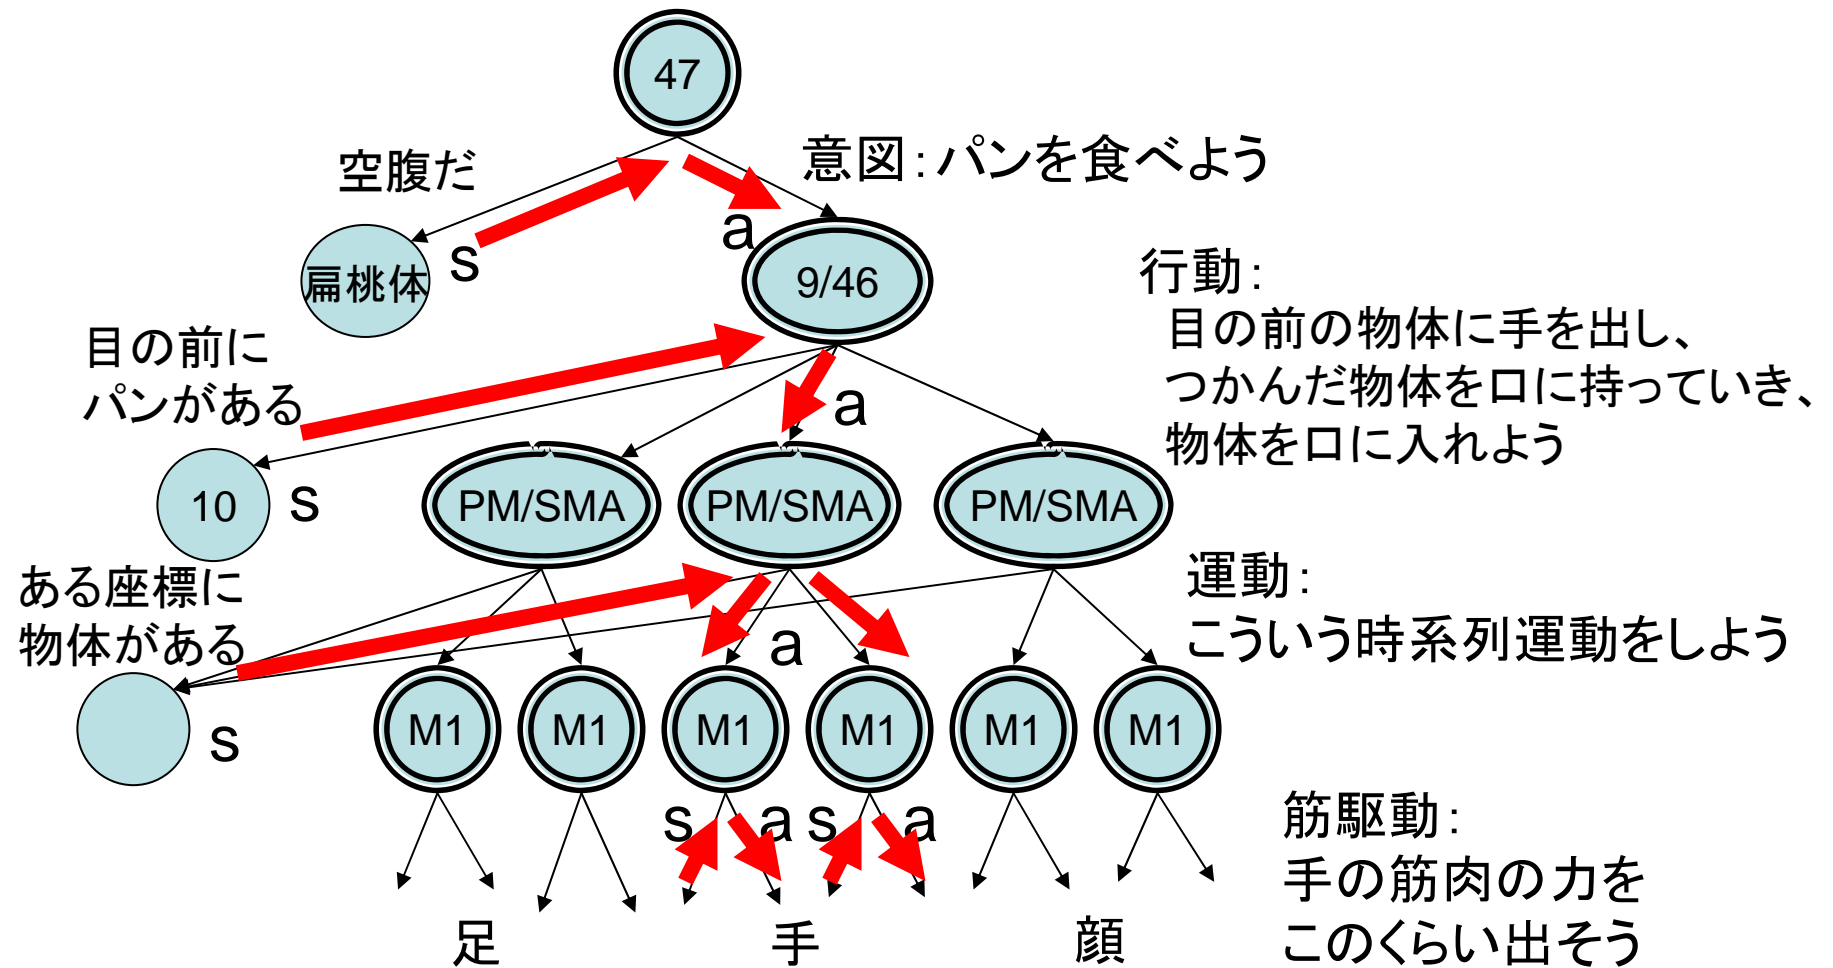 47
空腹だ
意図：パンを食べよう
s
a
扁桃体
9/46
行動：
目の前の物体に手を出し、
つかんだ物体を口に持っていき、
物体を口に入れよう
目の前に
パンがある
a
10
s
PM/SMA
PM/SMA
PM/SMA
ある座標に
物体がある
運動：
こういう時系列運動をしよう
a
s
M1
M1
M1
M1
M1
M1
s
a
s
a
筋駆動：
手の筋肉の力を
このくらい出そう
足
手
顔